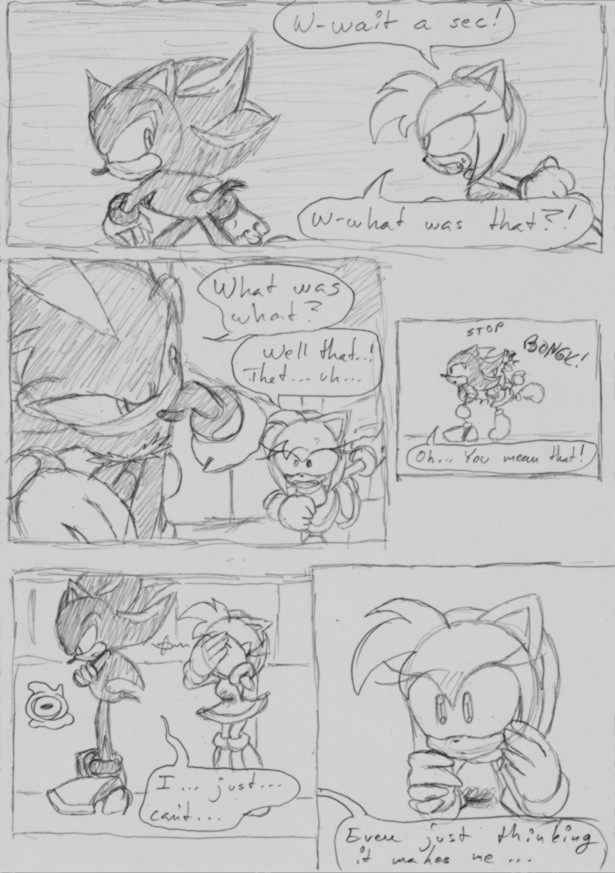 W-wait a sec!
W-what was that?!
What was
what?
Well that..!
That... uh...
STOP
BONGK!
Oh... You mean that!
I... just...
can't...
Even just thinking
it makes me...